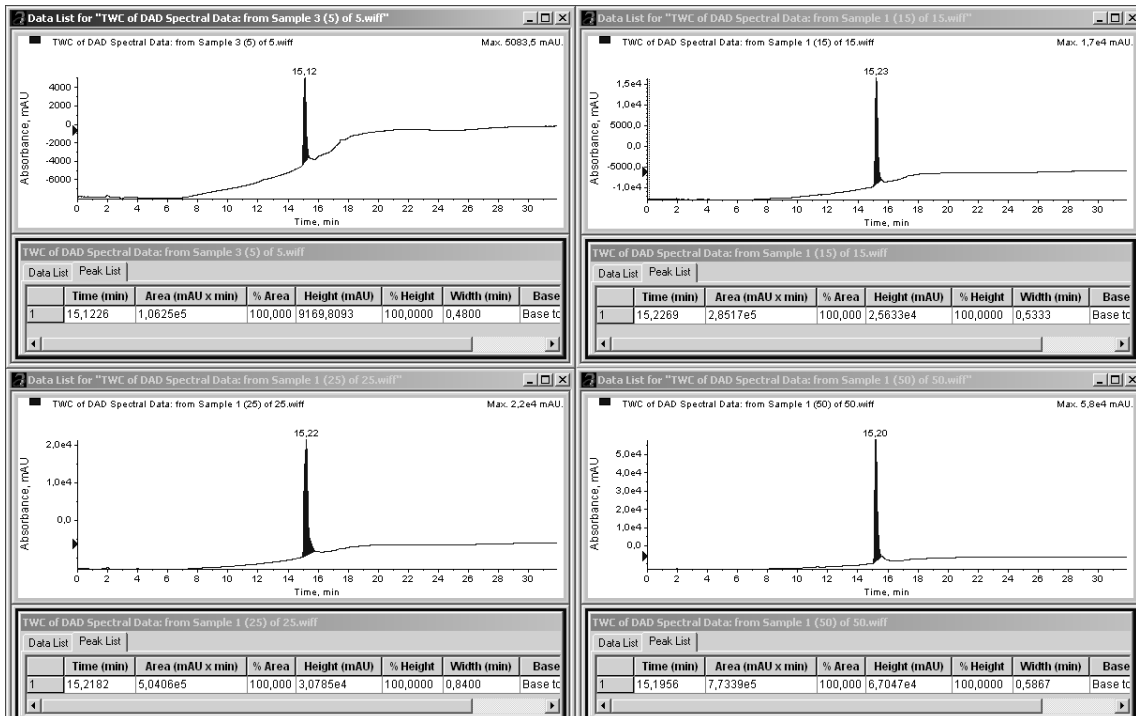 Data List for "TWC of DAD Spectral Data: from Sample 3 (5) of 5.wiff"
TWC of DAD Spectral Data: from Sample 3 (5) of 5.wiff Max. 5083,5 mAU.
15,12
4000
2000
0
-2000
-4000
-6000
Absorbance, mAU
0 2 4 6 8 10 12 14 16 18 20 22 24 26 28 30
Time, min
TWC of DAD Spectral Data: from Sample 3 (5) of 5.wiff
Data List Peak List
Time (min) Area (mAU x min) % Area Height (mAU) % Height Width (min) Base
1 15,1226 1,0625e5 100,000 9169,8093 100,0000 0,4800 Base to
Data List for "TWC of DAD Spectral Data: from Sample 1 (15) of 15.wiff"
TWC of DAD Spectral Data: from Sample 1 (15) of 15.wiff Max. 1,7e4 mAU.
15,23
1,5e4
1,0e4
5000,0
0,0
-5000,0
-1,0e4
Absorbance, mAU
0 2 4 6 8 10 12 14 16 18 20 22 24 26 28 30
Time, min
TWC of DAD Spectral Data: from Sample 1 (15) of 15.wiff
Data List Peak List
Time (min) Area (mAU x min) % Area Height (mAU) % Height Width (min) Base
1 15,2269 2,8517e5 100,000 2,5633e4 100,0000 0,5333 Base to
Data List for "TWC of DAD Spectral Data: from Sample 1 (25) of 25.wiff"
TWC of DAD Spectral Data: from Sample 1 (25) of 25.wiff Max. 2,2e4 mAU.
15,22
2,0e4
0,0
Absorbance, mAU
0 2 4 6 8 10 12 14 16 18 20 22 24 26 28 30
Time, min
TWC of DAD Spectral Data: from Sample 1 (25) of 25.wiff
Data List Peak List
Time (min) Area (mAU x min) % Area Height (mAU) % Height Width (min) Base
1 15,2182 5,0406e5 100,000 3,0785e4 100,0000 0,8400 Base to
Data List for "TWC of DAD Spectral Data: from Sample 1 (50) of 50.wiff"
TWC of DAD Spectral Data: from Sample 1 (50) of 50.wiff Max. 5,8e4 mAU.
15,20
5,0e4
4,0e4
3,0e4
2,0e4
1,0e4
0,0
Absorbance, mAU
0 2 4 6 8 10 12 14 16 18 20 22 24 26 28 30
Time, min
TWC of DAD Spectral Data: from Sample 1 (50) of 50.wiff
Data List Peak List
Time (min) Area (mAU x min) % Area Height (mAU) % Height Width (min) Base
1 15,1956 7,7339e5 100,000 6,7047e4 100,0000 0,5867 Base to